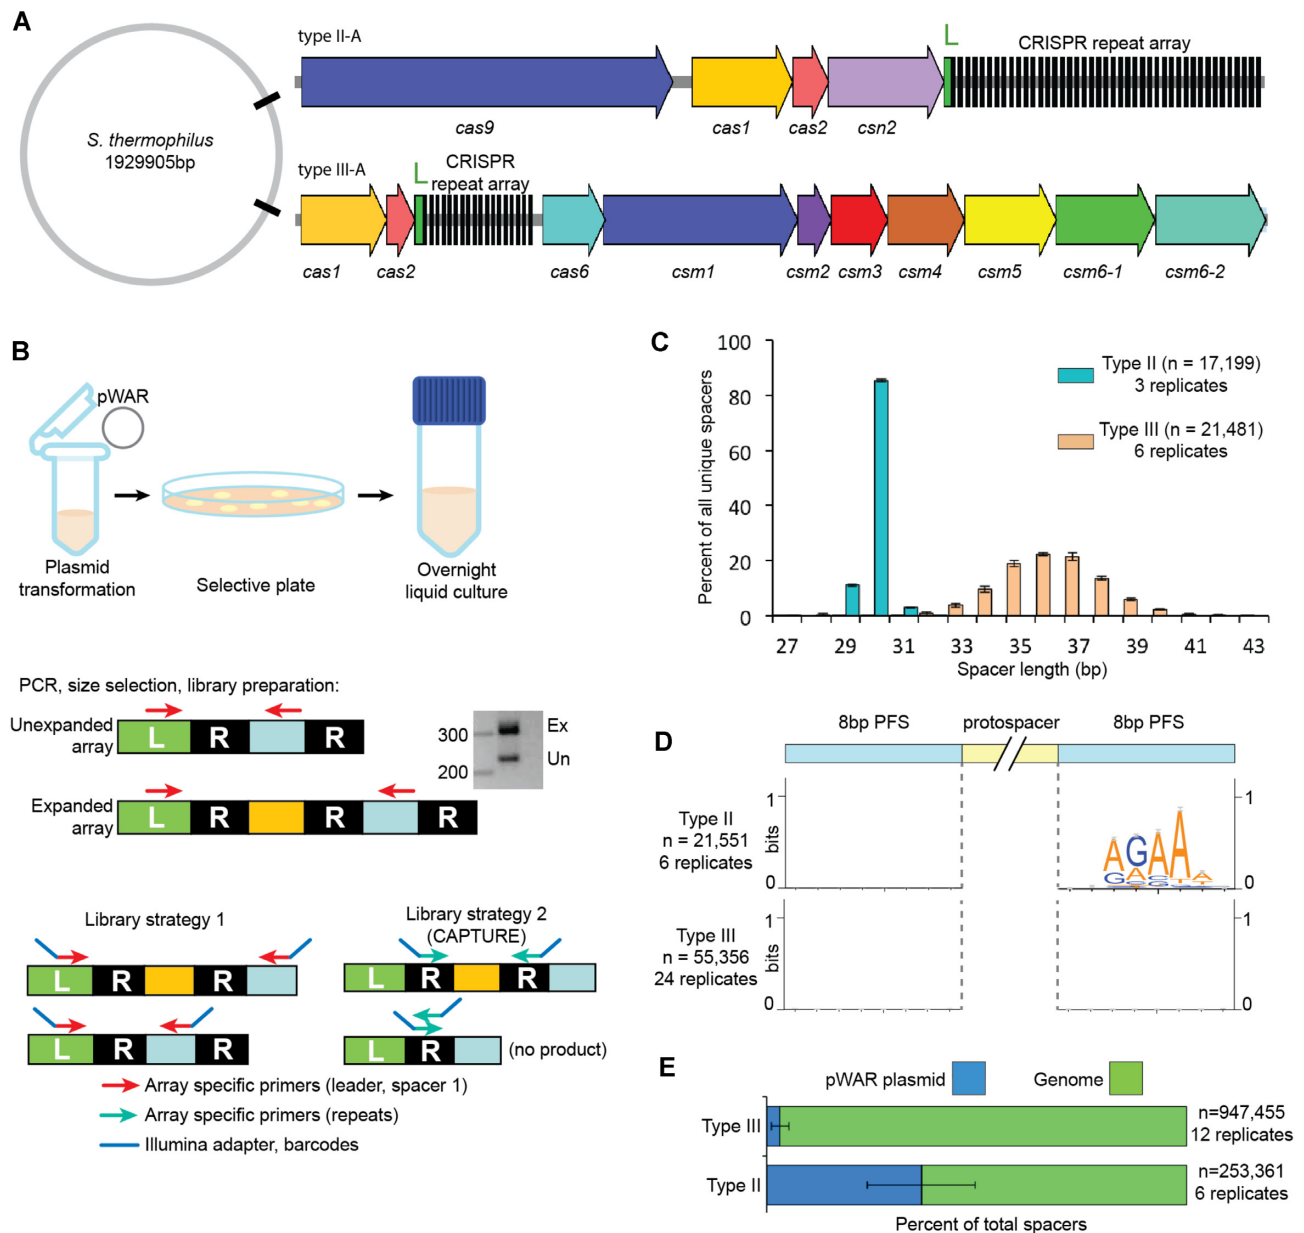 A
type II-A
L
CRISPR repeat array
cas9
cas1
cas2
csn2
S. thermophilus
1929905bp
type III-A
L
CRISPR
repeat array
cas1
cas2
cas6
csm1
csm2
csm3
csm4
csm5
csm6-1
csm6-2
B
pWAR
Plasmid
transformation
Selective plate
Overnight
liquid culture
PCR, size selection, library preparation:
Unexpanded
array
L
R
R
Expanded
array
L
R
R
R
300
200
Ex
Un
Library strategy 1
L
R
R
L
R
R
Library strategy 2
(CAPTURE)
L
R
R
L
R
(no product)
Array specific primers (leader, spacer 1)
Array specific primers (repeats)
Illumina adapter, barcodes
C
Percent of all unique spacers
100
80
60
40
20
0
27
29
31
33
35
37
39
41
43
Spacer length (bp)
Type II (n = 17,199)
3 replicates
Type III (n = 21,481)
6 replicates
D
8bp PFS
protospacer
8bp PFS
Type II
n = 21,551
6 replicates
bits
1
0
AGAA
1
0
Type III
n = 55,356
24 replicates
bits
1
0
1
0
E
pWAR plasmid
Genome
Type III
n=947,455
12 replicates
Type II
n=253,361
6 replicates
Percent of total spacers